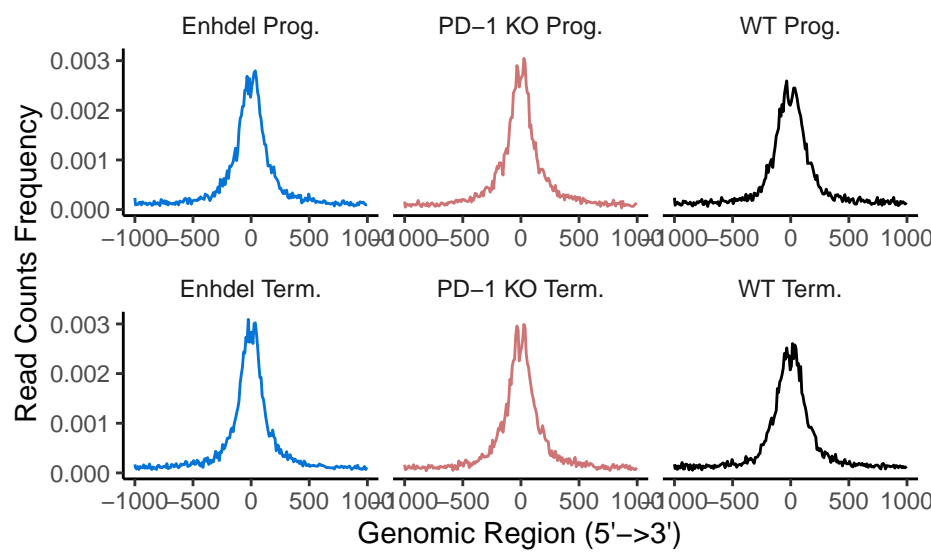 Enhdel Prog. PD−1 KO Prog. WT Prog.
0.003
0.002
0.001
0.000
−1000 −500 0 500 1000 −1000 −500 0 500 1000 −1000 −500 0 500 1000
Enhdel Term. PD−1 KO Term. WT Term.
0.003
0.002
0.001
0.000
−1000 −500 0 500 1000 −1000 −500 0 500 1000 −1000 −500 0 500 1000
Read Counts Frequency
Genomic Region (5'−>3')